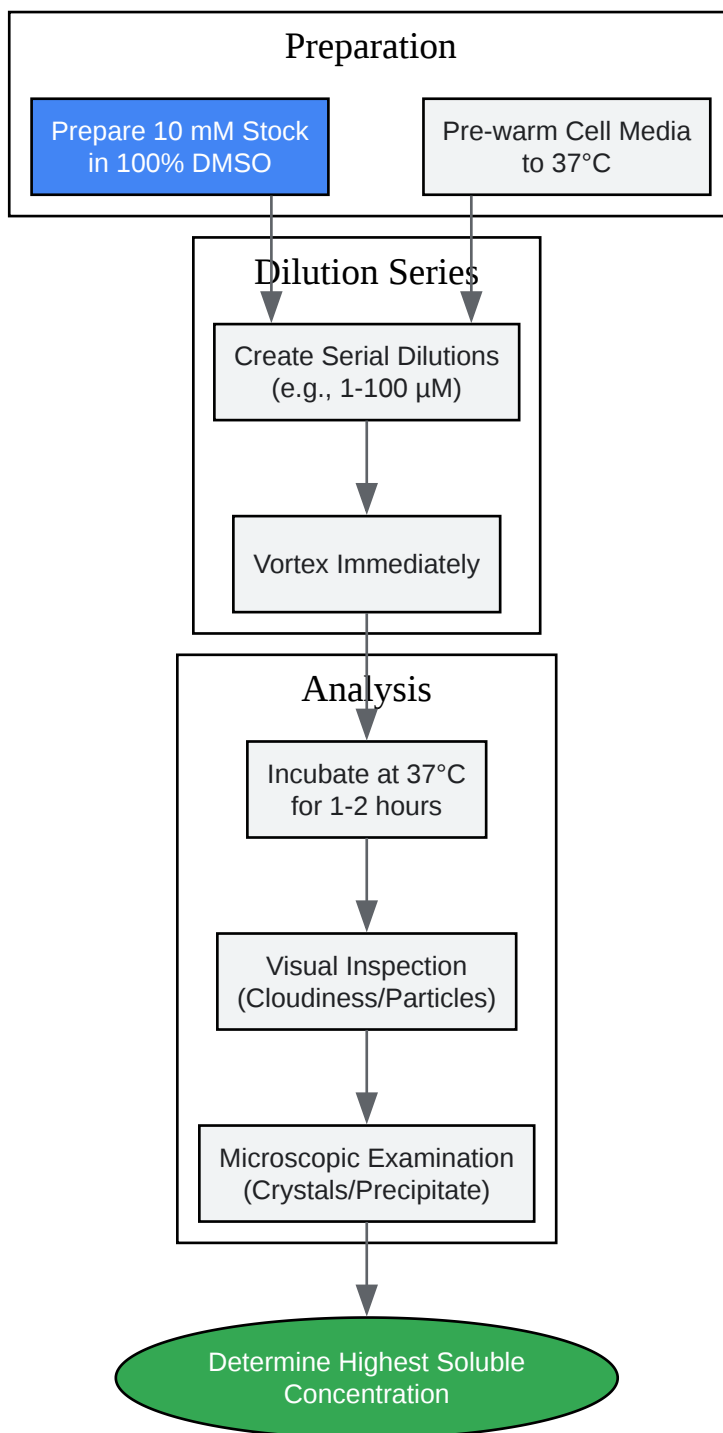 Preparation
Prepare 10 mM Stock
in 100% DMSO
Pre-warm Cell Media
to 37°C
Dilution Series
Create Serial Dilutions
(e.g., 1-100 µM)
Vortex Immediately
Analysis
Incubate at 37°C
for 1-2 hours
Visual Inspection
(Cloudiness/Particles)
Microscopic Examination
(Crystals/Precipitate)
Determine Highest Soluble
Concentration